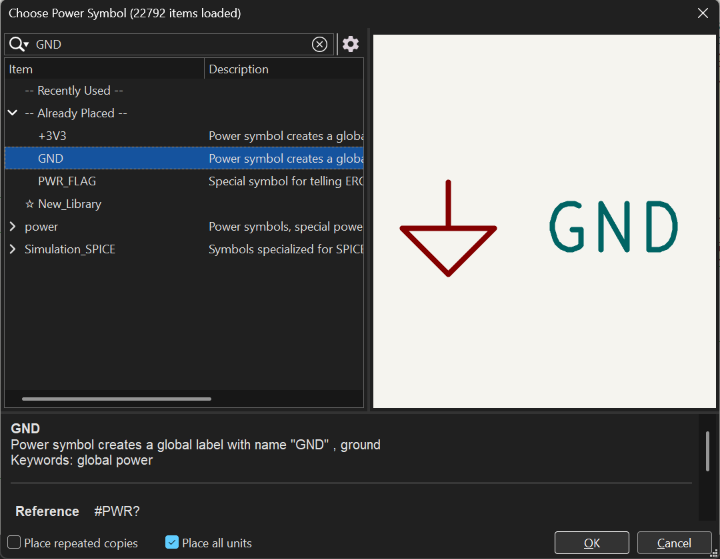 Choose Power Symbol (22792 items loaded)
GND
Item Description
-- Recently Used --
-- Already Placed --
+3V3 Power symbol creates a globa
GND Power symbol creates a globa
PWR_FLAG Special symbol for telling ERC
☆ New_Library
power Power symbols, special powe
Simulation_SPICE Symbols specialized for SPICE
GND
GND
Power symbol creates a global label with name "GND" , ground
Keywords: global power
Reference #PWR?
Place repeated copies Place all units OK Cancel